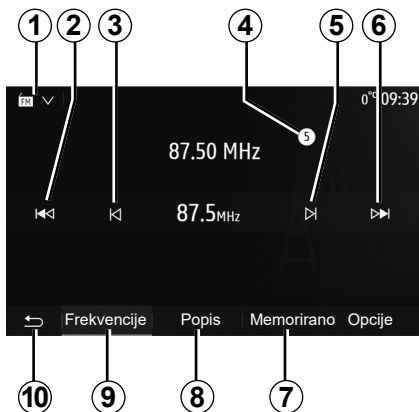 1 2 3 4 5 6
FM 0°C 09:39
5
87.50 MHz
87.5MHz
Frekvencije Popis Memorirano Opcije
10 9 8 7